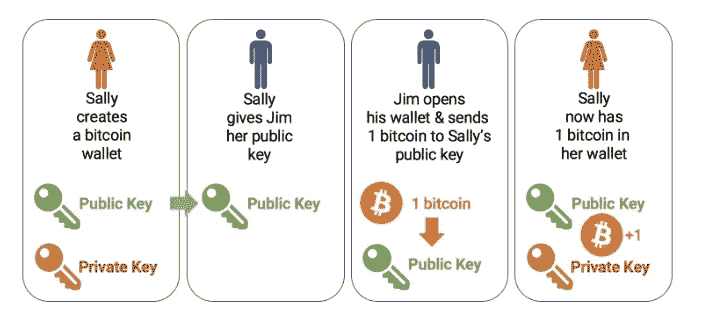 Sally
creates
a bitcoin
wallet
Public Key
Private Key
Sally
gives Jim
her public
key
Public Key
Jim opens
his wallet & sends
1 bitcoin to Sally's
public key
1 bitcoin
Public Key
Sally
now has
1 bitcoin in
her wallet
Public Key
+1
Private Key